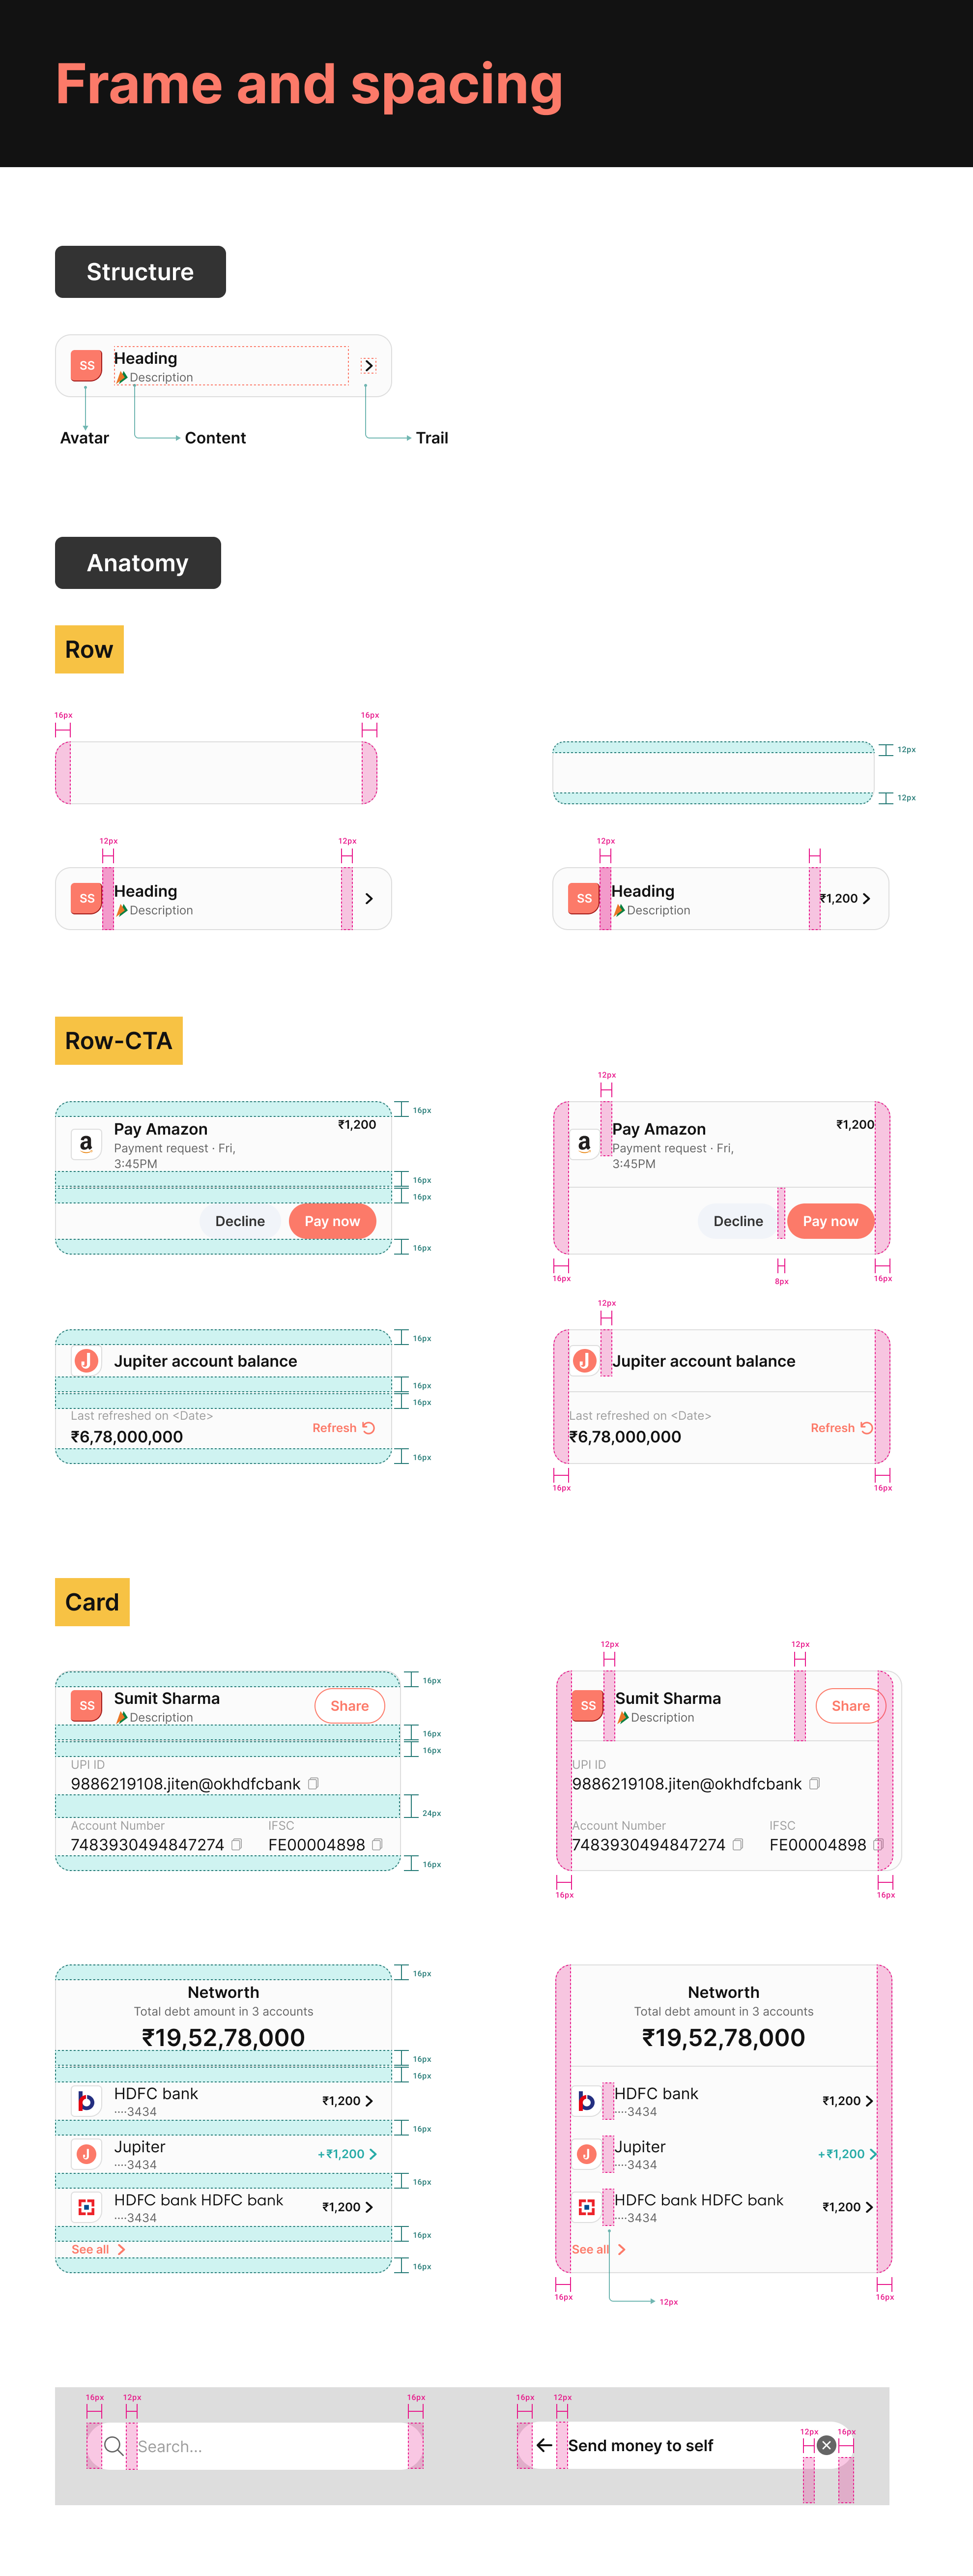 Frame and spacing
Structure
SS
Heading
Description
Avatar
Content
Trail
Anatomy
Row
16px
16px
12px
12px
12px
12px
SS
Heading
Description
12px
SS
Heading
Description
₹1,200
Row-CTA
16px
a
Pay Amazon
₹1,200
Payment request · Fri,
3:45PM
16px
16px
Decline
Pay now
16px
12px
a
Pay Amazon
₹1,200
Payment request · Fri,
3:45PM
Decline
Pay now
16px
8px
16px
16px
J
Jupiter account balance
16px
16px
Last refreshed on <Date>
₹6,78,000,000
Refresh
16px
12px
J
Jupiter account balance
Last refreshed on <Date>
₹6,78,000,000
Refresh
16px
16px
Card
16px
SS
Sumit Sharma
Description
Share
16px
16px
UPI ID
9886219108.jiten@okhdfcbank
24px
Account Number
IFSC
7483930494847274
FE00004898
16px
12px
12px
SS
Sumit Sharma
Description
Share
UPI ID
9886219108.jiten@okhdfcbank
Account Number
IFSC
7483930494847274
FE00004898
16px
16px
16px
Networth
Total debt amount in 3 accounts
₹19,52,78,000
16px
16px
HDFC bank
····3434
₹1,200
16px
J
Jupiter
····3434
+₹1,200
16px
HDFC bank HDFC bank
····3434
₹1,200
16px
See all
16px
Networth
Total debt amount in 3 accounts
₹19,52,78,000
HDFC bank
····3434
₹1,200
J
Jupiter
····3434
+₹1,200
HDFC bank HDFC bank
····3434
₹1,200
See all
16px
12px
16px
16px
12px
16px
Search...
16px
12px
Send money to self
12px
16px